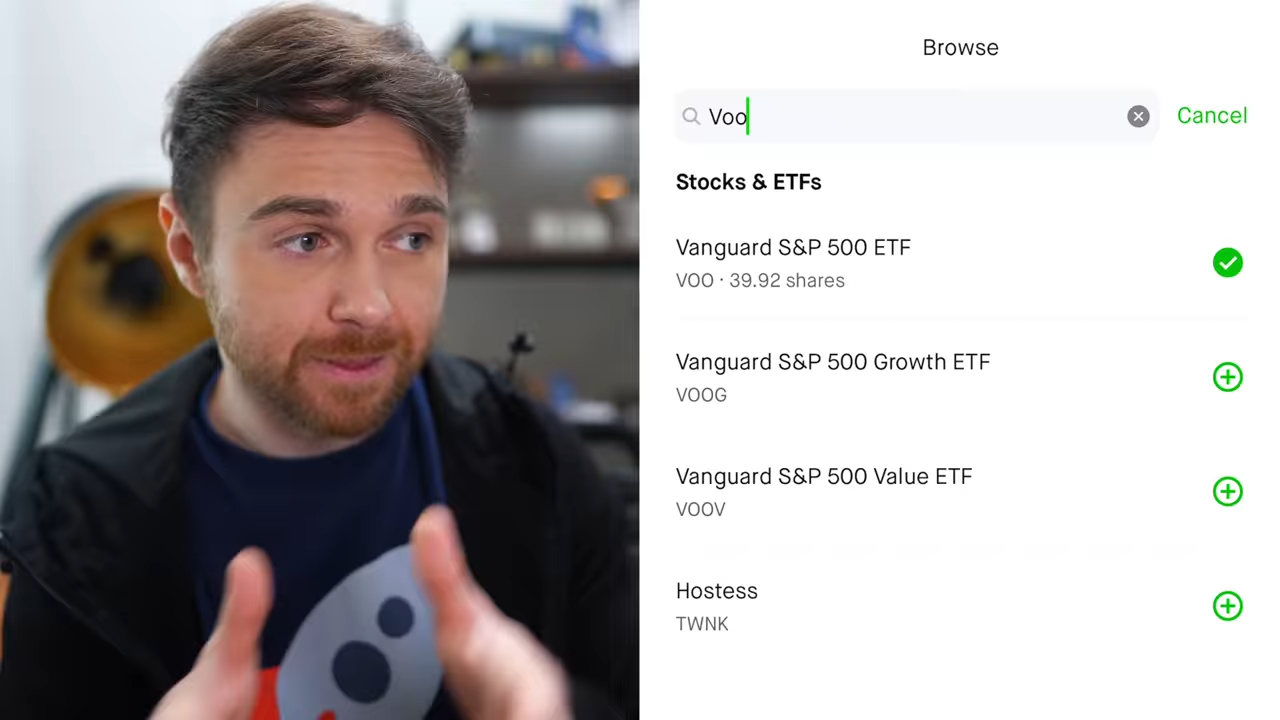 Browse
Voo
Cancel
Stocks & ETFs
Vanguard S&P 500 ETF
VOO · 39.92 shares
Vanguard S&P 500 Growth ETF
VOOG
Vanguard S&P 500 Value ETF
VOOV
Hostess
TWNK